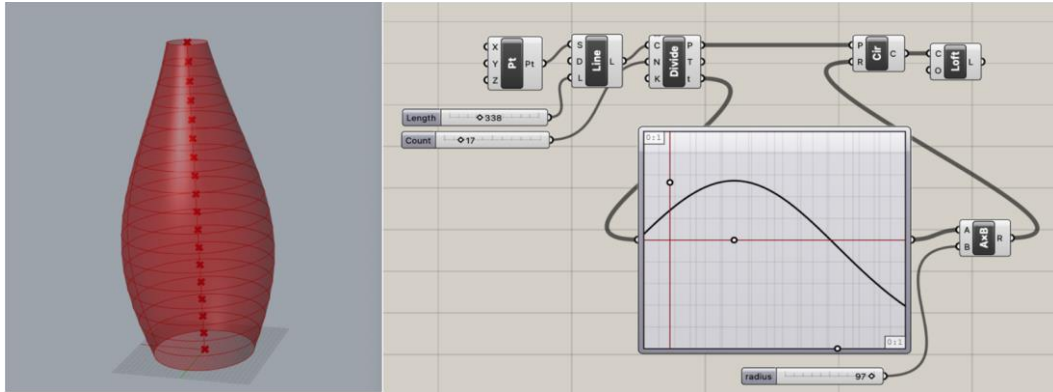 X
Y
Z
Pt
Pt
S
D
L
Line
L
C
N
K
Divide
P
T
t
P
R
Cir
C
C
O
Loft
L
Length
338
Count
17
0:1
0:1
A
B
A×B
R
radius
97